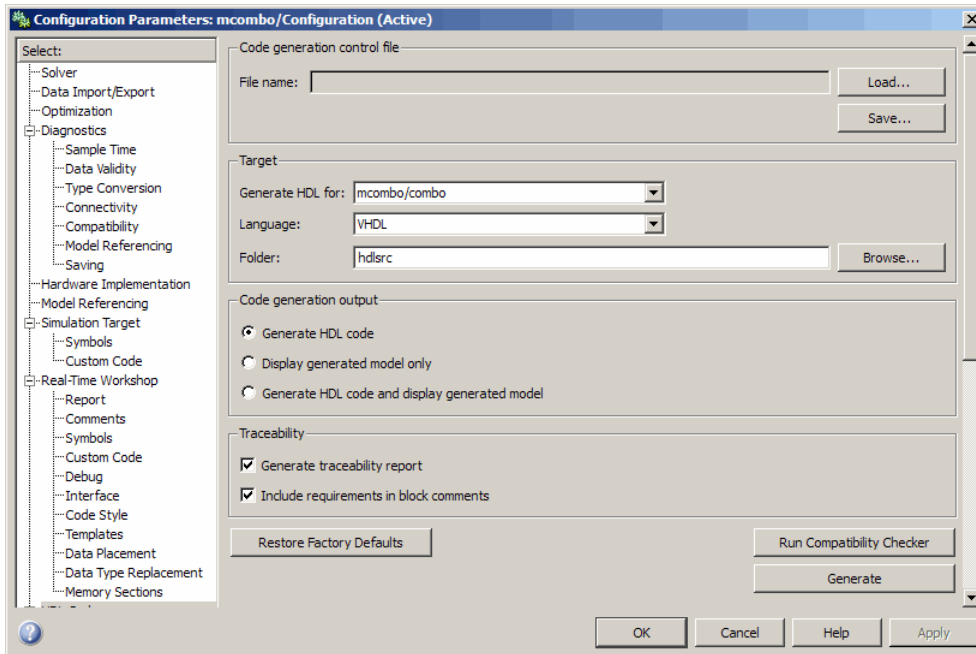 Configuration Parameters: mcombo/Configuration (Active)
Select:
Solver
Data Import/Export
Optimization
Diagnostics
Sample Time
Data Validity
Type Conversion
Connectivity
Compatibility
Model Referencing
Saving
Hardware Implementation
Model Referencing
Simulation Target
Symbols
Custom Code
Real-Time Workshop
Report
Comments
Symbols
Custom Code
Debug
Interface
Code Style
Templates
Data Placement
Data Type Replacement
Memory Sections
Code generation control file
File name:
Load...
Save...
Target
Generate HDL for: mcombo/combo
Language: VHDL
Folder: hdlsrc
Browse...
Code generation output
Generate HDL code
Display generated model only
Generate HDL code and display generated model
Traceability
Generate traceability report
Include requirements in block comments
Restore Factory Defaults
Run Compatibility Checker
Generate
OK
Cancel
Help
Apply